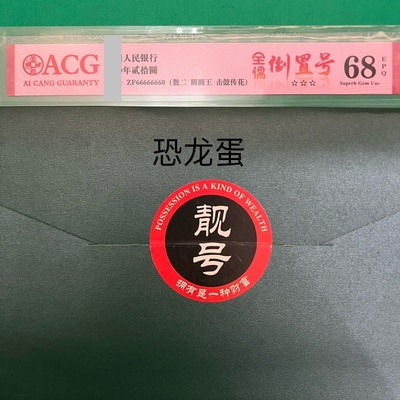 ACG
AI CANG GUARANTY
人民银行
年贰拾圆
ZF66666660 (数二 圆圆王 击鼓传花)
全偶 倒置号
☆☆☆
68 EPQ
Superb Gem Unc
恐龙蛋
POSSESSION IS A KIND OF WEALTH
靓号
拥有是一种财富